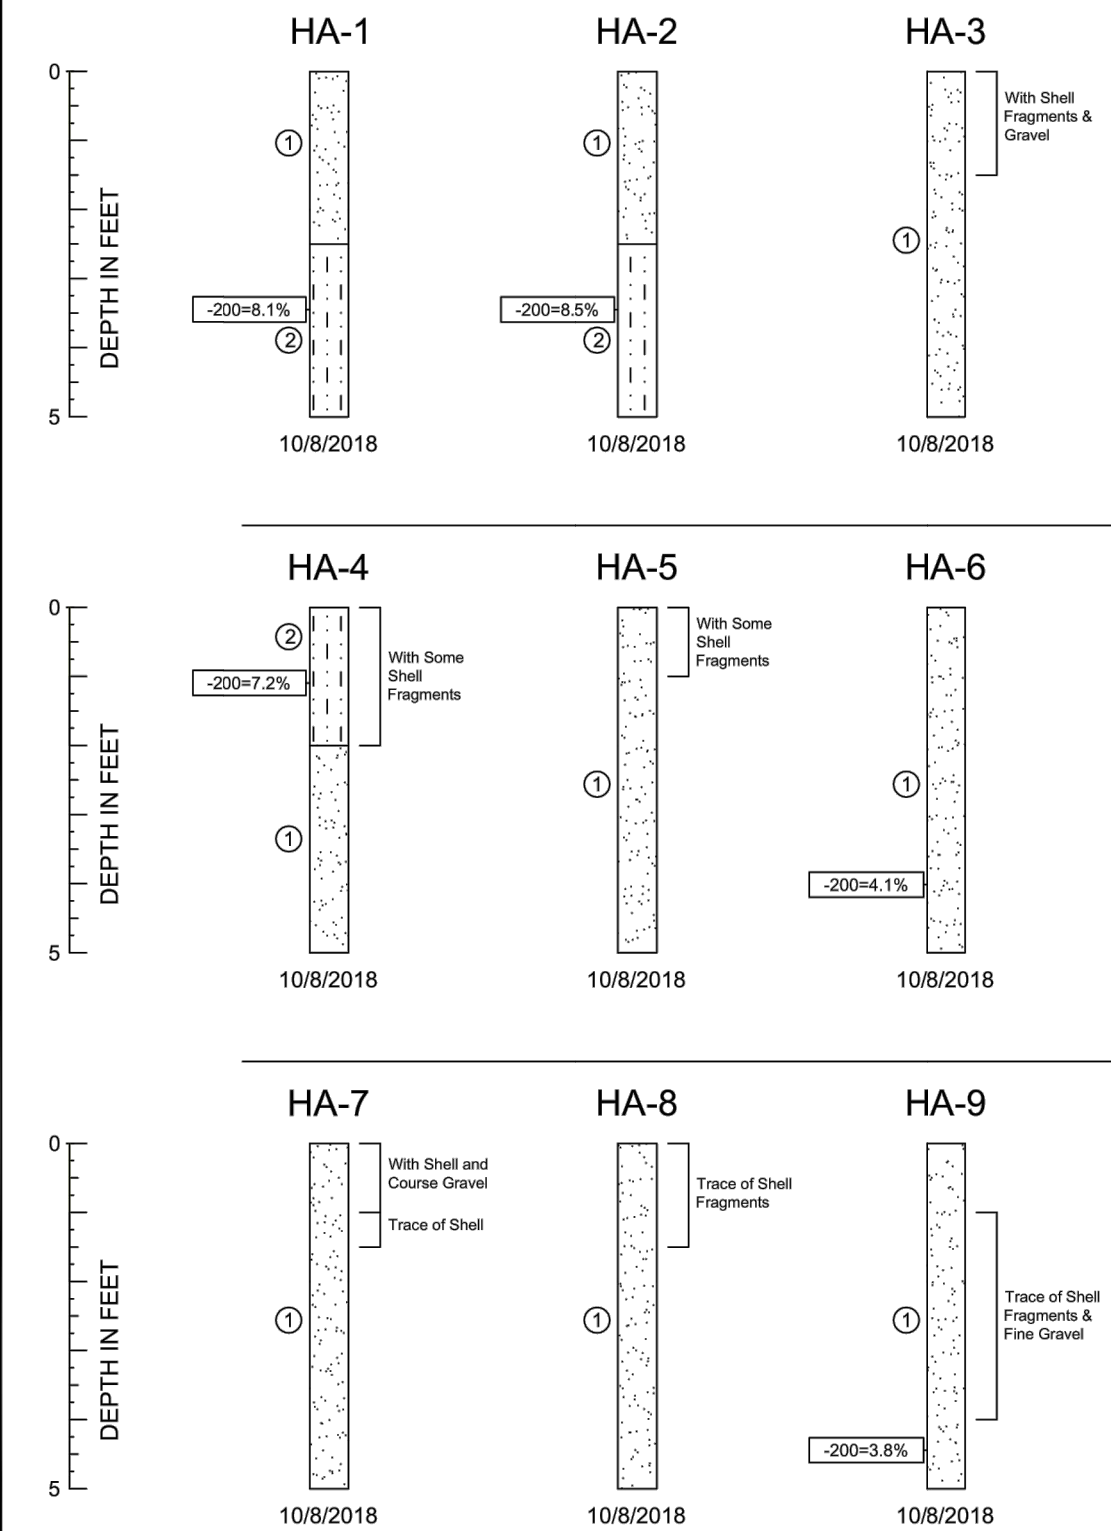 HA-1
HA-2
HA-3
0
With Shell
Fragments &
Gravel
1
1
1
DEPTH IN FEET
-200=8.1%
-200=8.5%
2
2
5
10/8/2018
10/8/2018
10/8/2018
HA-4
HA-5
HA-6
0
2
With Some
Shell
Fragments
With Some
Shell
Fragments
-200=7.2%
1
1
1
DEPTH IN FEET
-200=4.1%
5
10/8/2018
10/8/2018
10/8/2018
HA-7
HA-8
HA-9
0
With Shell and
Course Gravel
Trace of Shell
Trace of Shell
Fragments
1
1
1
Trace of Shell
Fragments &
Fine Gravel
DEPTH IN FEET
-200=3.8%
5
10/8/2018
10/8/2018
10/8/2018